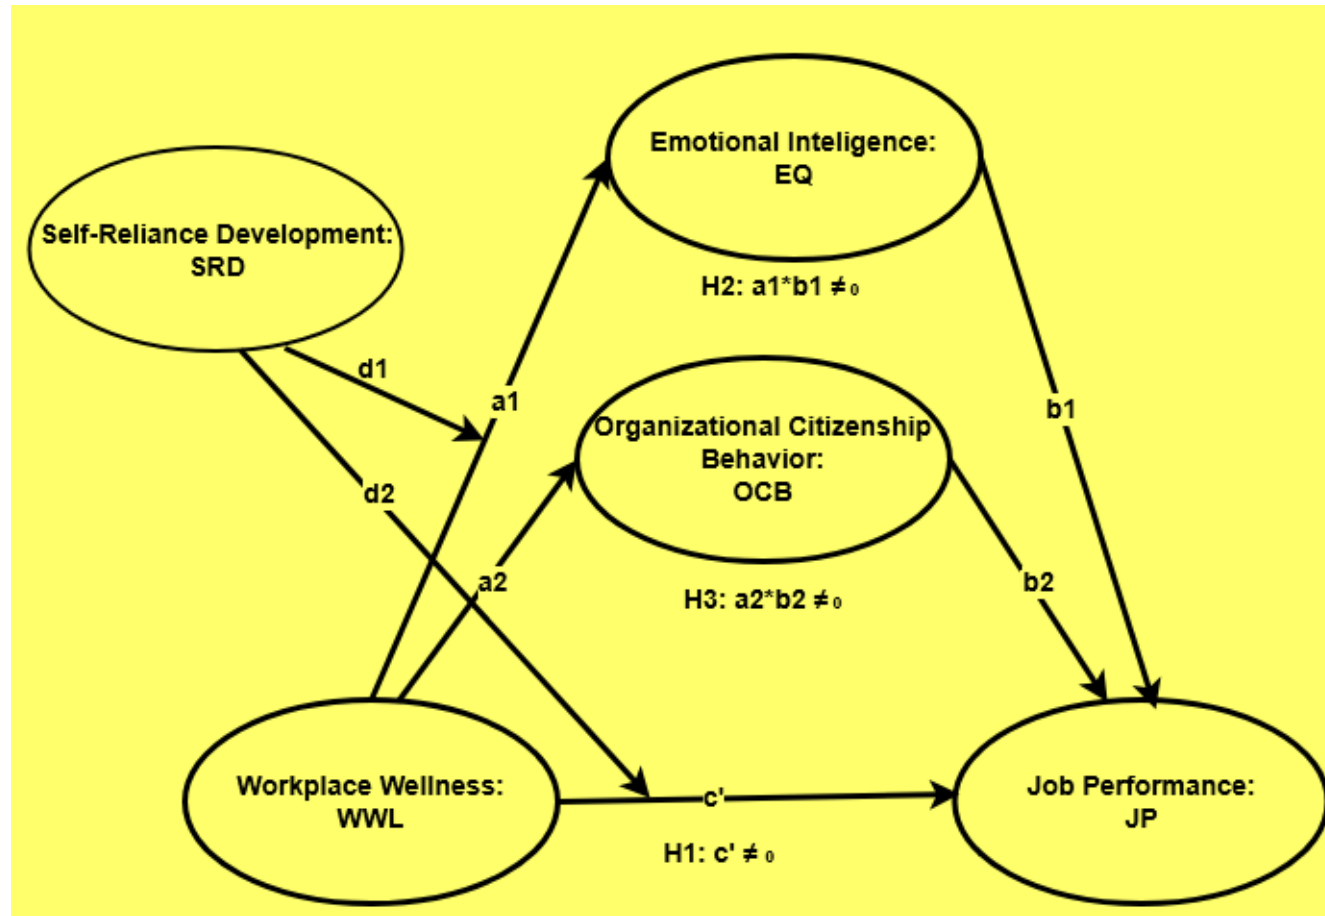 Emotional Inteligence:
EQ
Self-Reliance Development:
SRD
H2: a1*b1 ≠ 0
d1
a1
b1
Organizational Citizenship
Behavior:
OCB
d2
a2
b2
H3: a2*b2 ≠ 0
Workplace Wellness:
WWL
c'
Job Performance:
JP
H1: c' ≠ 0